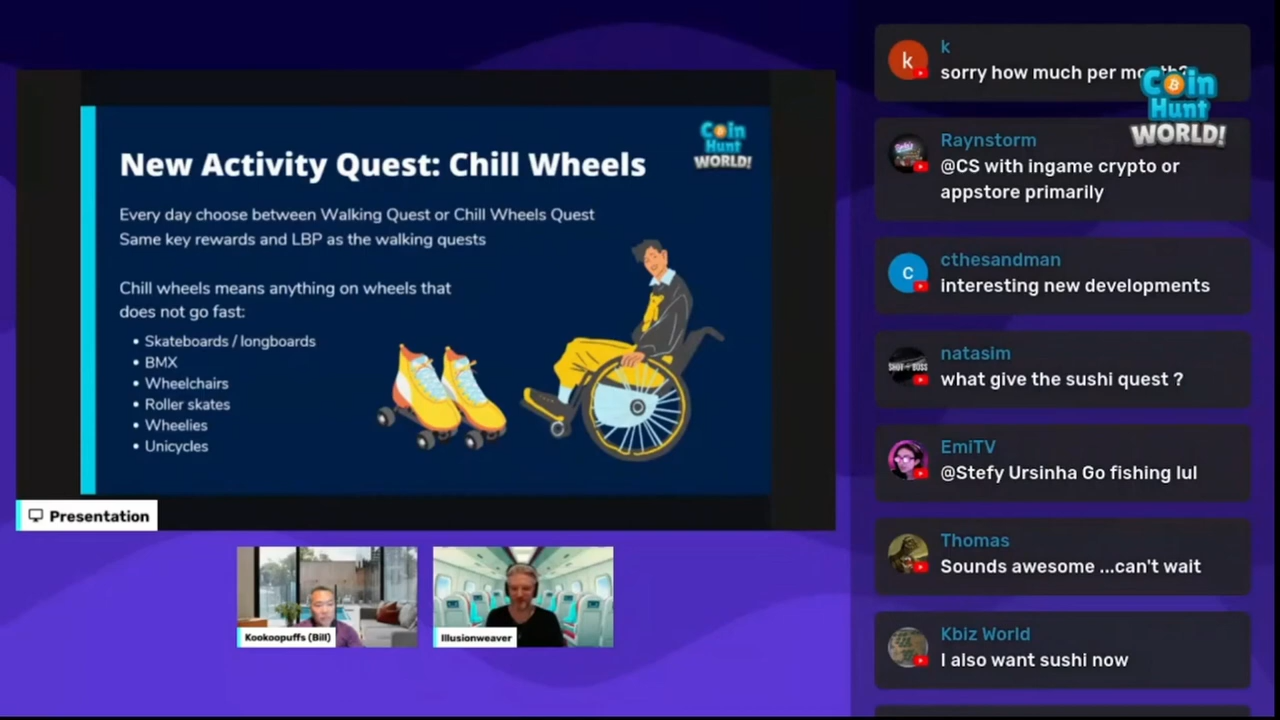 New Activity Quest: Chill Wheels
Coin
Hunt
WORLD!
Every day choose between Walking Quest or Chill Wheels Quest
Same key rewards and LBP as the walking quests
Chill wheels means anything on wheels that
does not go fast:
• Skateboards / longboards
• BMX
• Wheelchairs
• Roller skates
• Wheelies
• Unicycles
Presentation
Kookoopuffs (Bill)
Illusionweaver
k
k
sorry how much per month?
Coin
Hunt
WORLD!
Raynstorm
@CS with ingame crypto or
appstore primarily
c
cthesandman
interesting new developments
natasim
what give the sushi quest ?
EmiTV
@Stefy Ursinha Go fishing lul
Thomas
Sounds awesome ...can't wait
Kbiz World
I also want sushi now